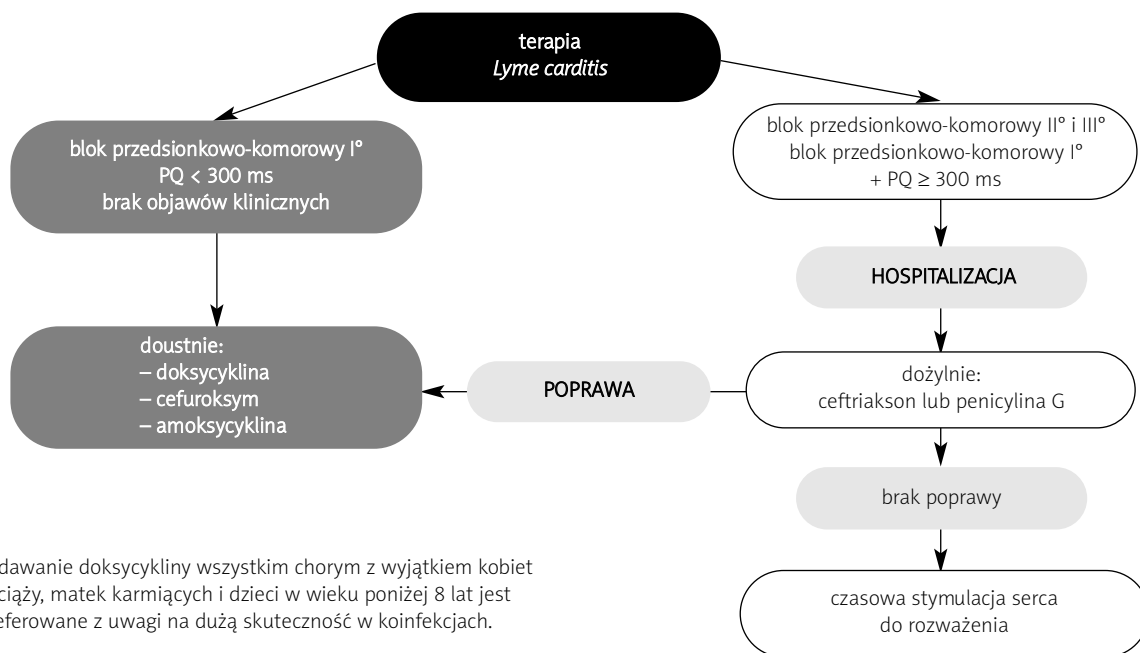 terapia
Lyme carditis
blok przedsionkowo-komorowy I°
PQ < 300 ms
brak objawów klinicznych
blok przedsionkowo-komorowy II° i III°
blok przedsionkowo-komorowy I°
+ PQ ≥ 300 ms
HOSPITALIZACJA
doustnie:
– doksycyklina
– cefuroksym
– amoksycyklina
POPRAWA
dożylnie:
ceftriakson lub penicylina G
brak poprawy
czasowa stymulacja serca
do rozważenia
dawanie doksycykliny wszystkim chorym z wyjątkiem kobiet
ciąży, matek karmiących i dzieci w wieku poniżej 8 lat jest
eferowane z uwagi na dużą skuteczność w koinfekcjach.